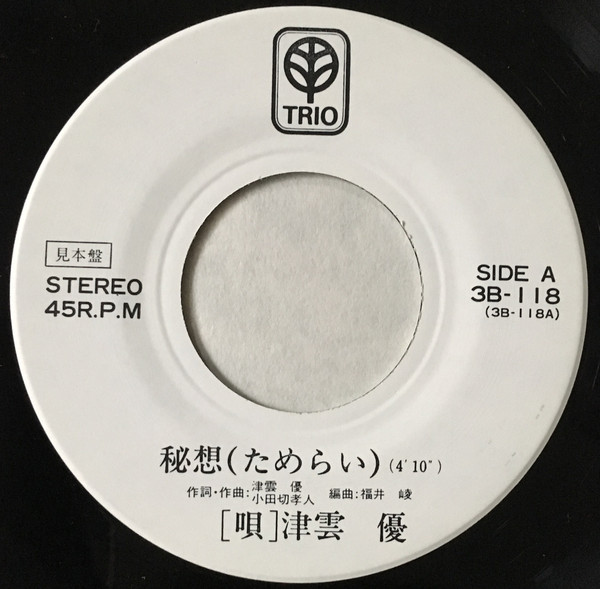 TRIO
見本盤
STEREO
45R.P.M
SIDE A
3B-118
(3B-118A)
秘想(ためらい)(4'10")
作詞・作曲:津雲 優
小田切孝人 編曲:福井 崚
[唄]津雲 優